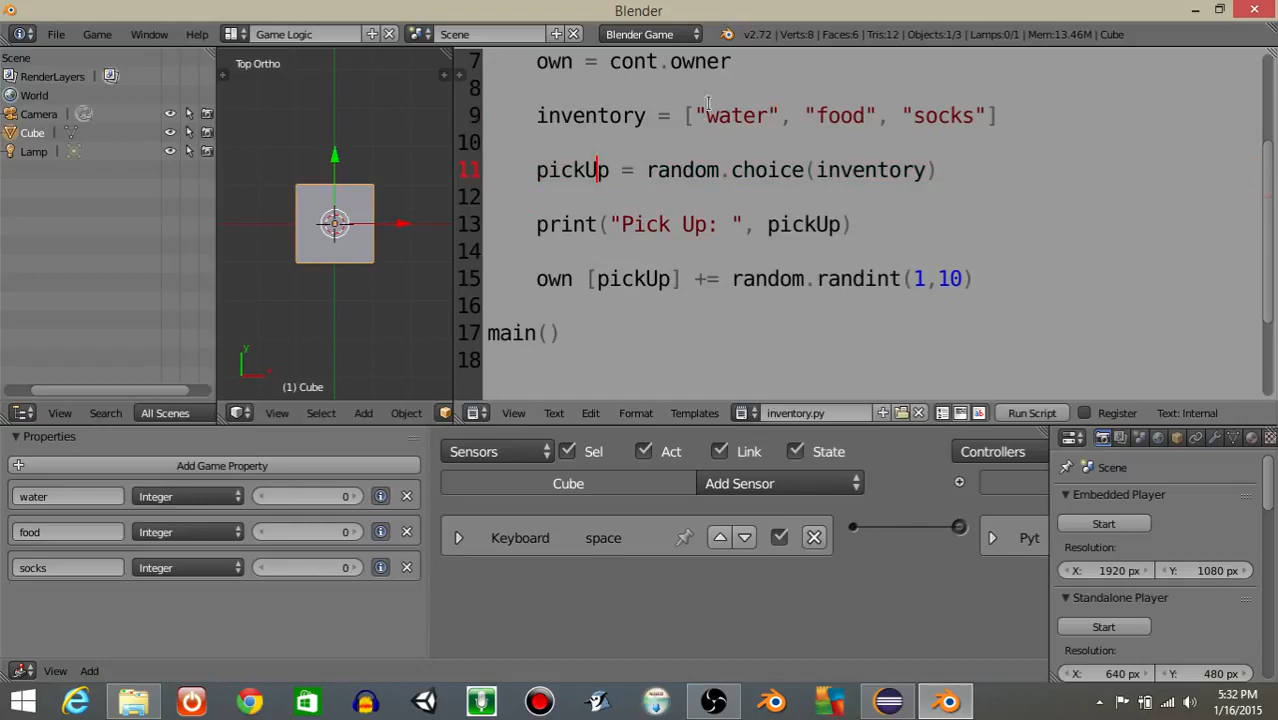 Blender
File Game Window Help Game Logic Scene Blender Game v2.72 | Verts:8 | Faces:6 | Tris:12 | Objects:1/3 | Lamps:0/1 | Mem:13.46M | Cube
Scene
RenderLayers
World
Camera
Cube
Lamp
View Search All Scenes
Top Ortho
y
(1) Cube
View Select Add Object
7 own = cont.owner
8
9 inventory = ["water", "food", "socks"]
10
11 pickUp = random.choice(inventory)
12
13 print("Pick Up: ", pickUp)
14
15 own [pickUp] += random.randint(1,10)
16
17 main()
18
View Text Edit Format Templates inventory.py Run Script Register Text: Internal
Properties
Add Game Property
water Integer 0
food Integer 0
socks Integer 0
View Add
Sensors Sel Act Link State Controllers
Cube Add Sensor
Keyboard space Pyt
Scene
Embedded Player
Start
Resolution:
X: 1920 px Y: 1080 px
Standalone Player
Start
Resolution:
X: 640 px Y: 480 px
5:32 PM
1/16/2015